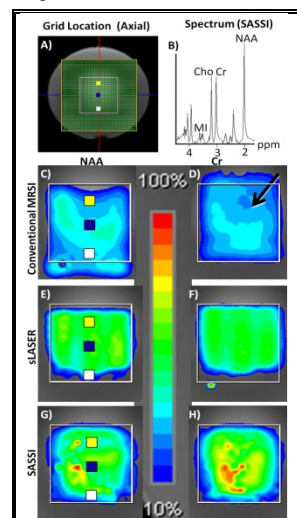 Grid Location (Axial) Spectrum (SASSI)
A)
B)
NAA
Cho Cr
MI
4 3 2 ppm
NAA
Cr
Conventional MRSI
C)
100%
D)
sLASER
E)
F)
SASSI
G)
H)
10%